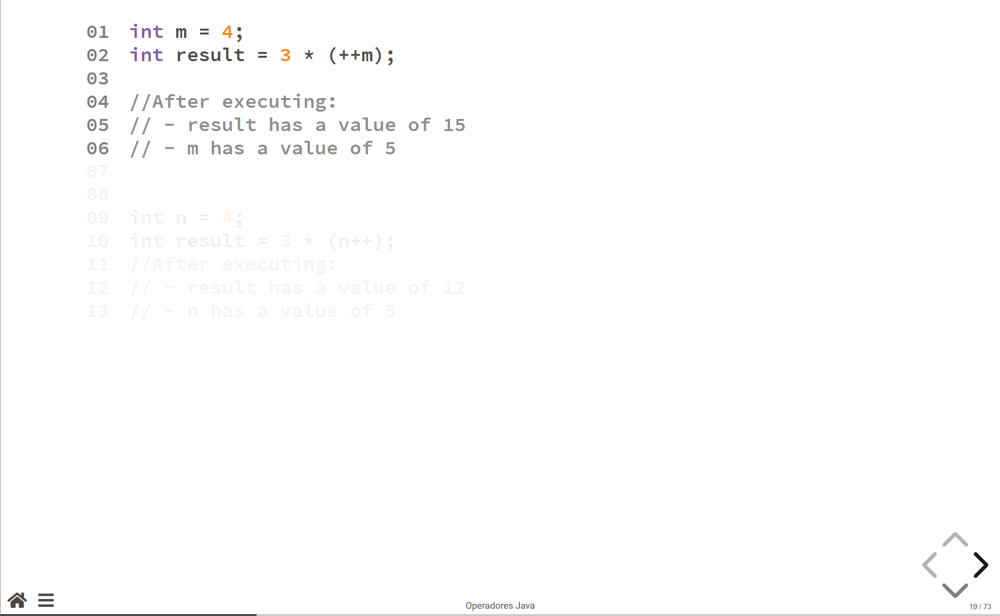 01 int m = 4;
02 int result = 3 * (++m);
03
04 //After executing:
05 // - result has a value of 15
06 // - m has a value of 5
07
08
09 int n = 4;
10 int result = 3 * (n++);
11 //After executing:
12 // - result has a value of 12
13 // - n has a value of 5
Operadores Java
19 / 73